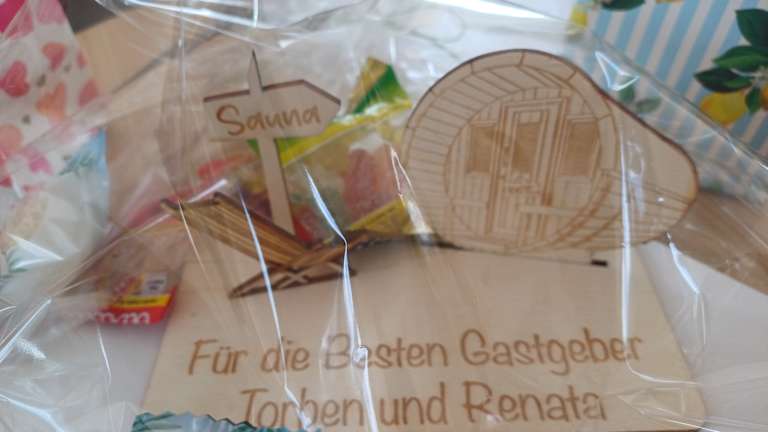 Sauna
Für die Besten Gastgeber
Torben und Renata